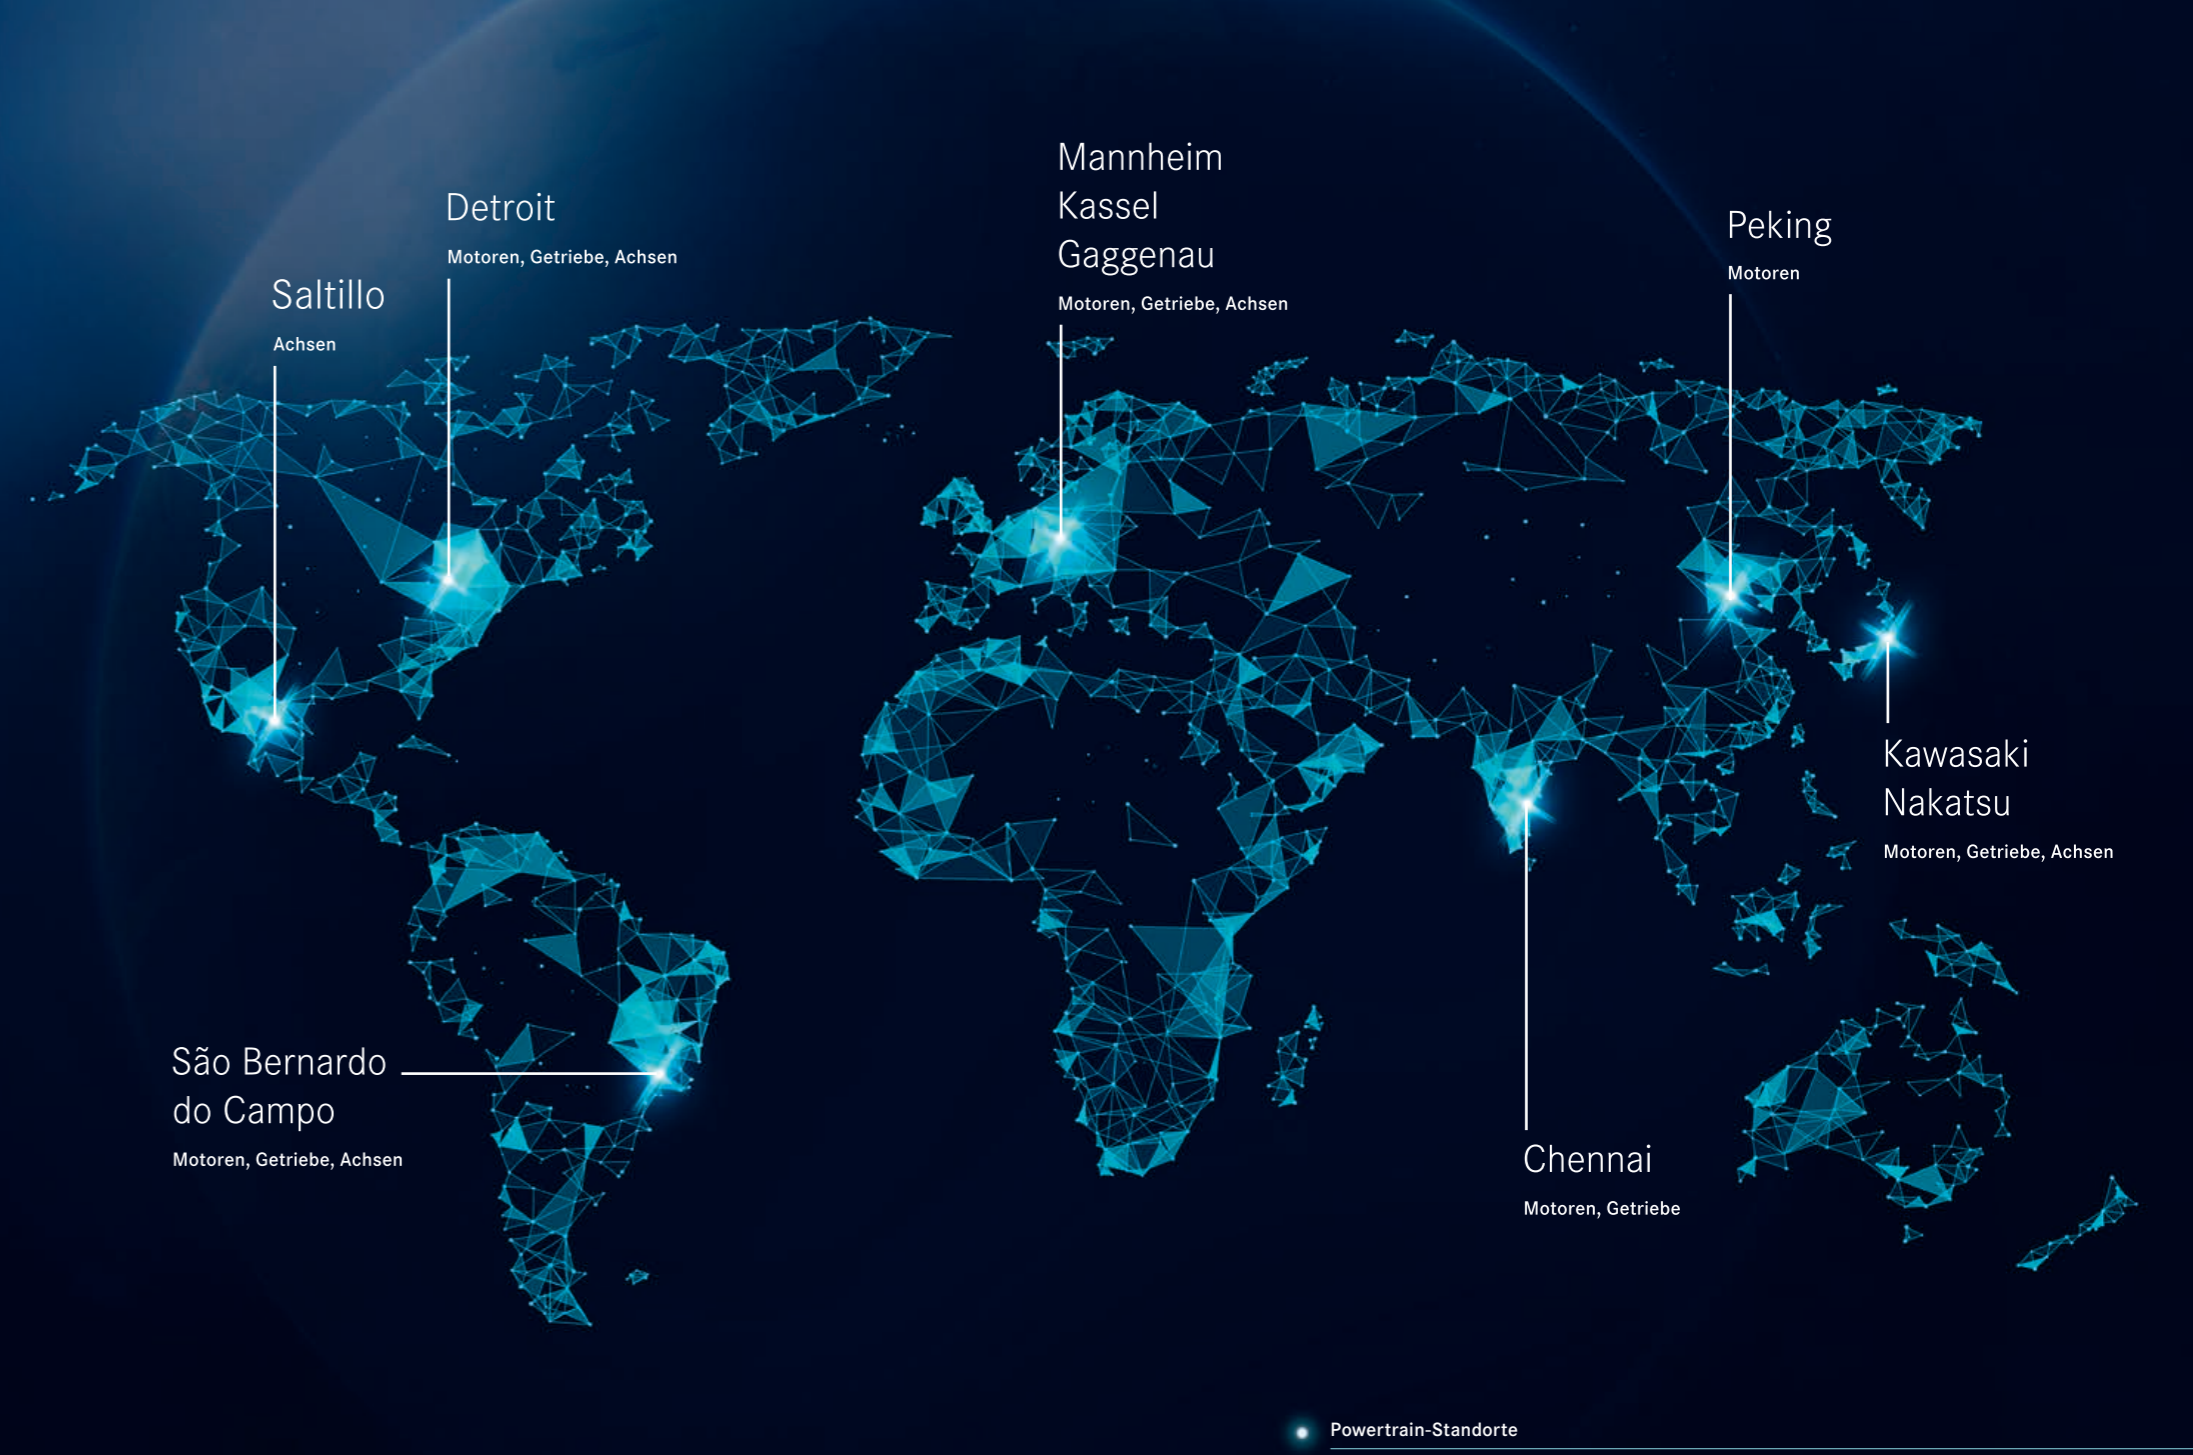 Mannheim
Kassel
Gaggenau
Motoren, Getriebe, Achsen
Detroit
Motoren, Getriebe, Achsen
Peking
Motoren
Saltillo
Achsen
Kawasaki
Nakatsu
Motoren, Getriebe, Achsen
São Bernardo
do Campo
Motoren, Getriebe, Achsen
Chennai
Motoren, Getriebe
Powertrain-Standorte